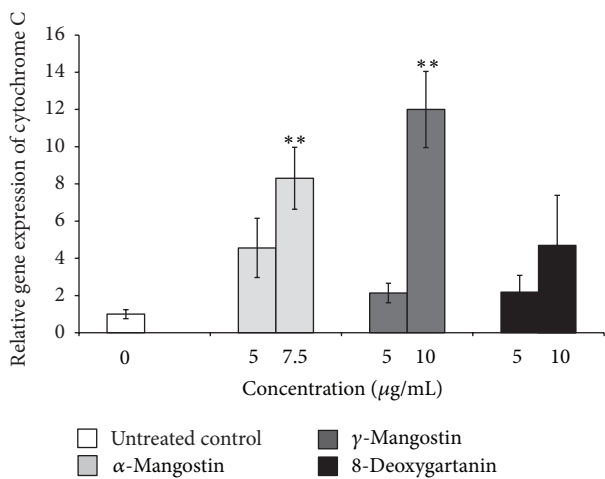 Relative gene expression of cytochrome C
16
14
12
10
8
6
4
2
0
**
**
0 5 7.5 5 10 5 10
Concentration (μg/mL)
Untreated control
α-Mangostin
γ-Mangostin
8-Deoxygartanin